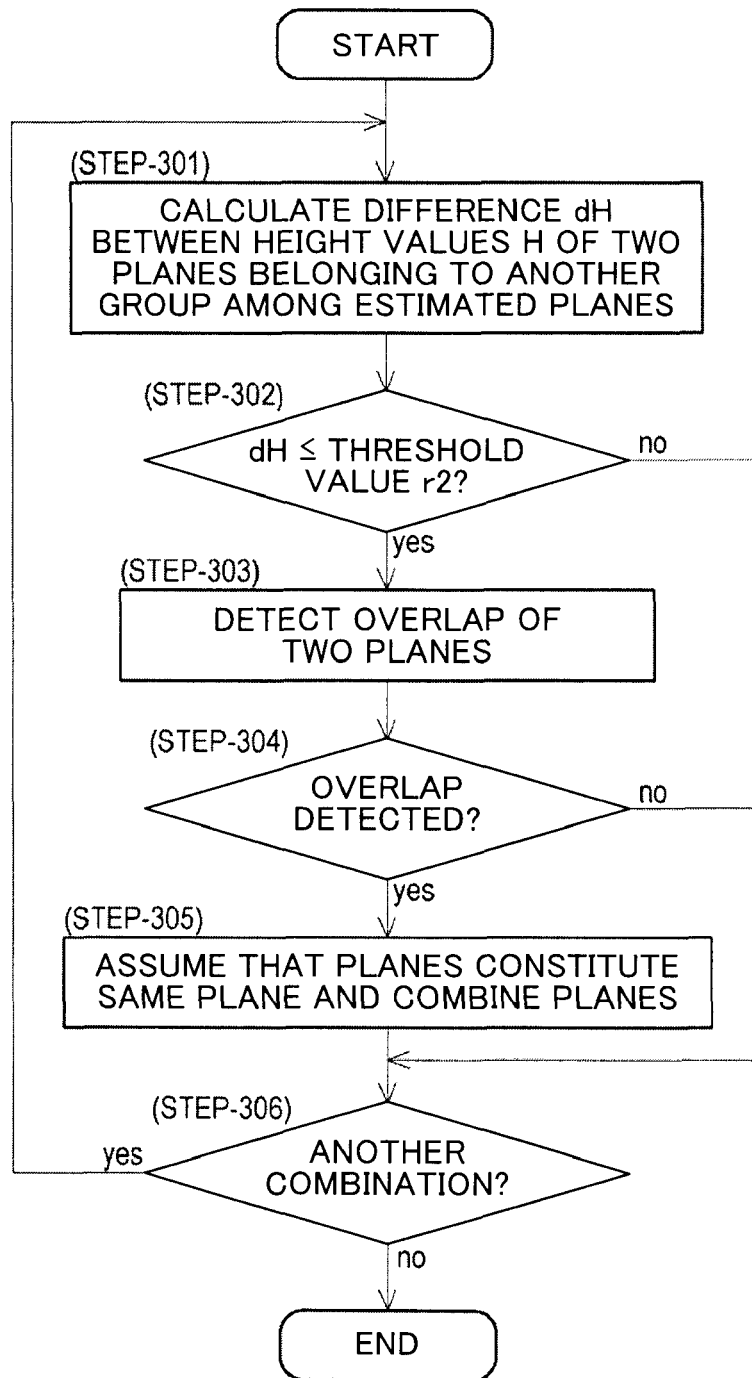 START
(STEP-301)
CALCULATE DIFFERENCE dH
BETWEEN HEIGHT VALUES H OF TWO
PLANES BELONGING TO ANOTHER
GROUP AMONG ESTIMATED PLANES
(STEP-302)
dH ≤ THRESHOLD
VALUE r2?
no
yes
(STEP-303)
DETECT OVERLAP OF
TWO PLANES
(STEP-304)
OVERLAP
DETECTED?
no
yes
(STEP-305)
ASSUME THAT PLANES CONSTITUTE
SAME PLANE AND COMBINE PLANES
(STEP-306)
yes
ANOTHER
COMBINATION?
no
END